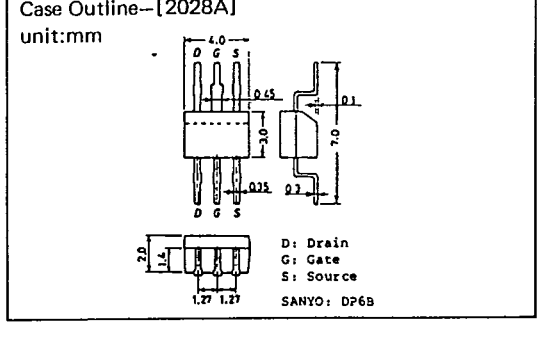 Case Outline—[2028A]
unit:mm
4.0
D G S
0.45
3.0
0.1
7.0
0.35
0.3
D G S
2.0
1.4
1.27 1.27
D: Drain
G: Gate
S: Source
SANYO: DP6B